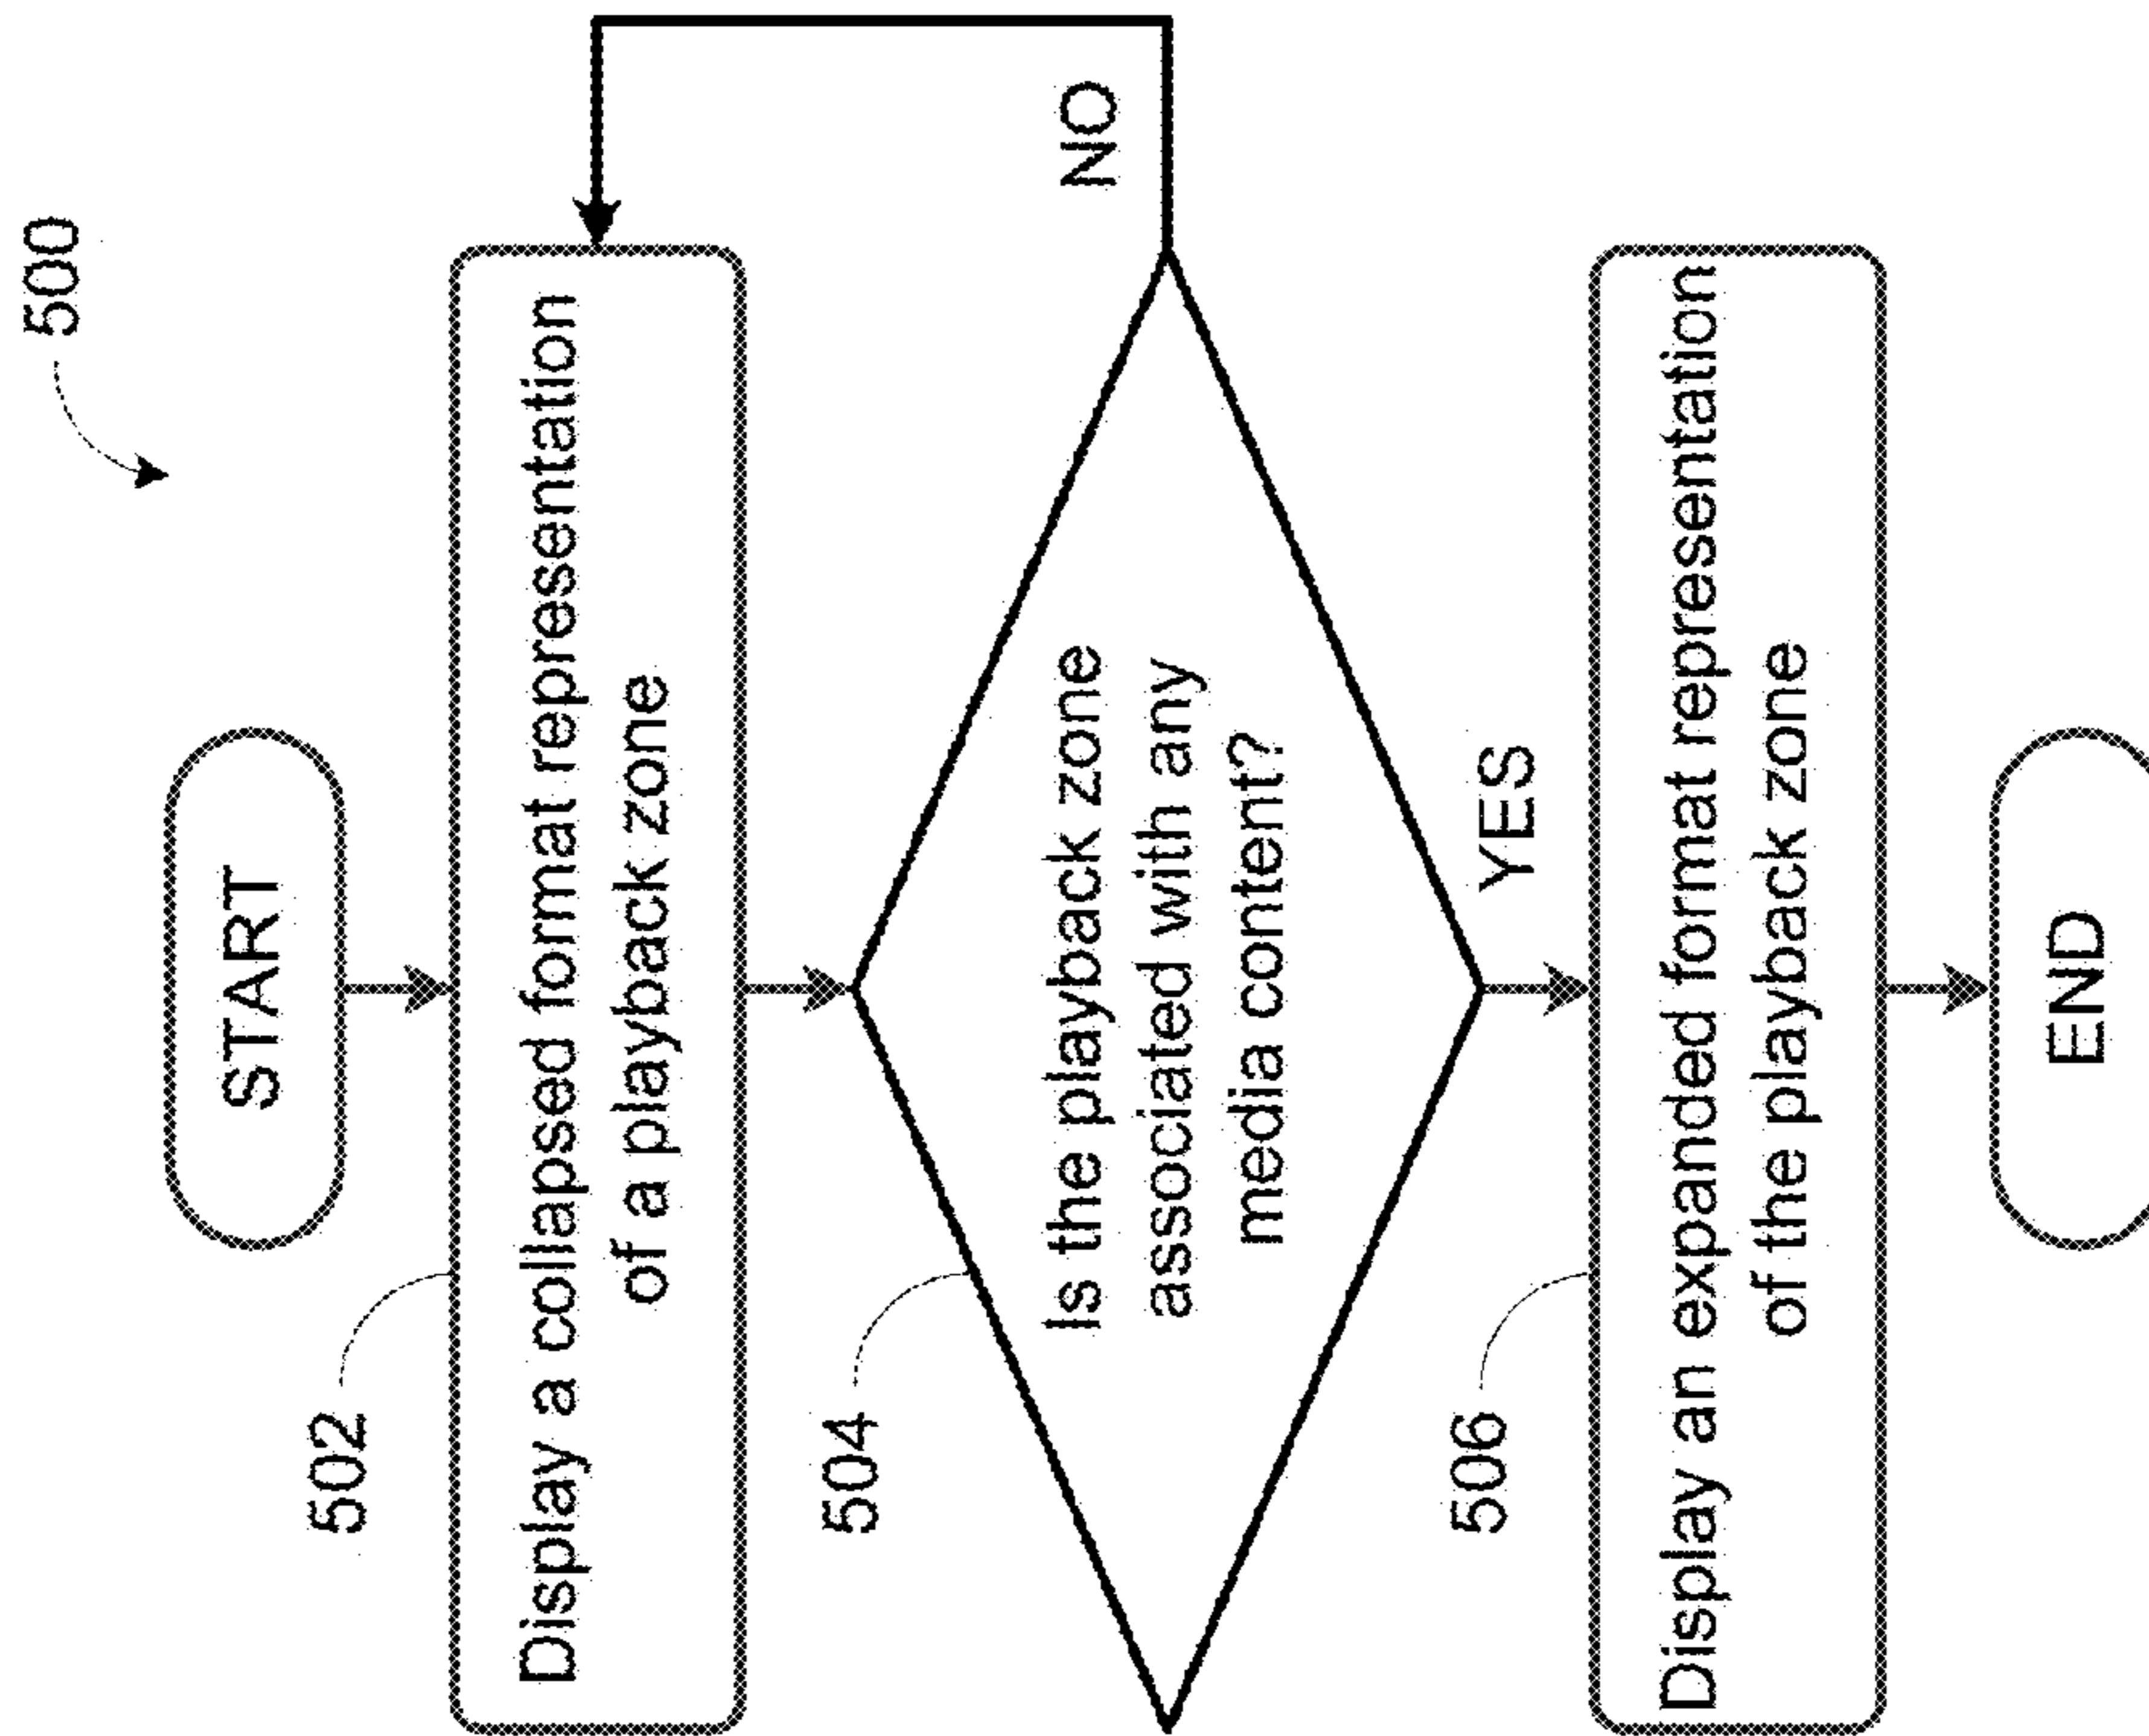 500
START
502
Display a collapsed format representation
of a playback zone
504
Is the playback zone
associated with any
media content?
NO
YES
506
Display an expanded format representation
of the playback zone
END